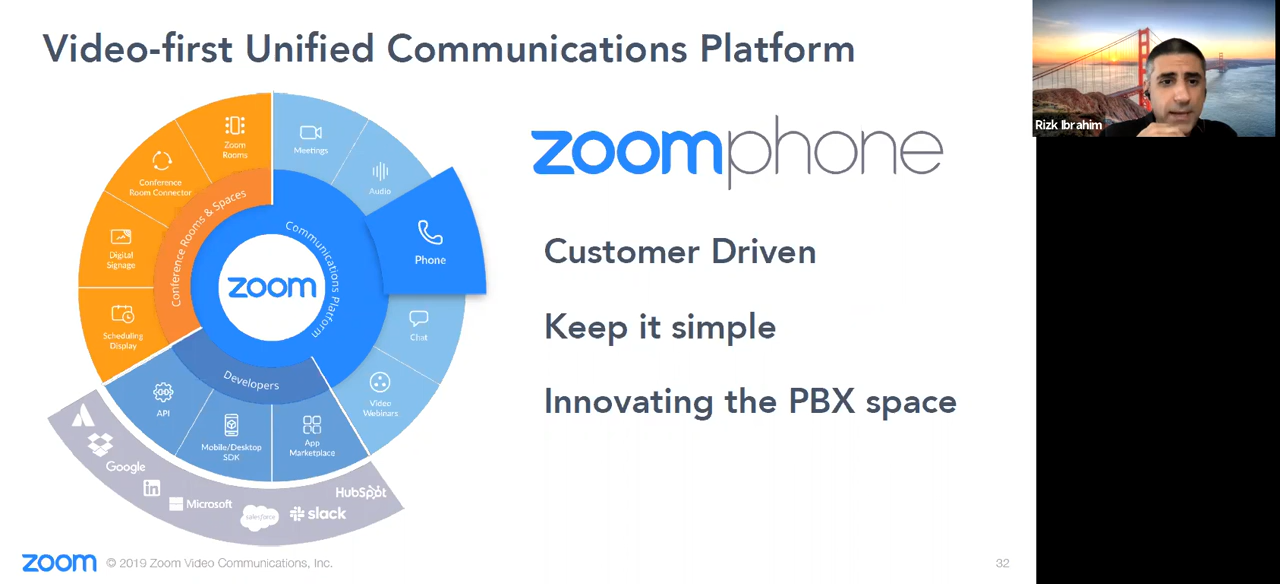 Video-first Unified Communications Platform
Rizk Ibrahim
zoomphone
Customer Driven
Keep it simple
Innovating the PBX space
Zoom
Rooms
Meetings
Conference
Room Connector
Audio
Conference Rooms & Spaces
Communications Platform
Digital
Signage
Phone
zoom
Scheduling
Display
Chat
Developers
API
Mobile/Desktop
SDK
App
Marketplace
Video
Webinars
Google
in
Microsoft
salesforce
slack
HubSpot
zoom
© 2019 Zoom Video Communications, Inc.
32